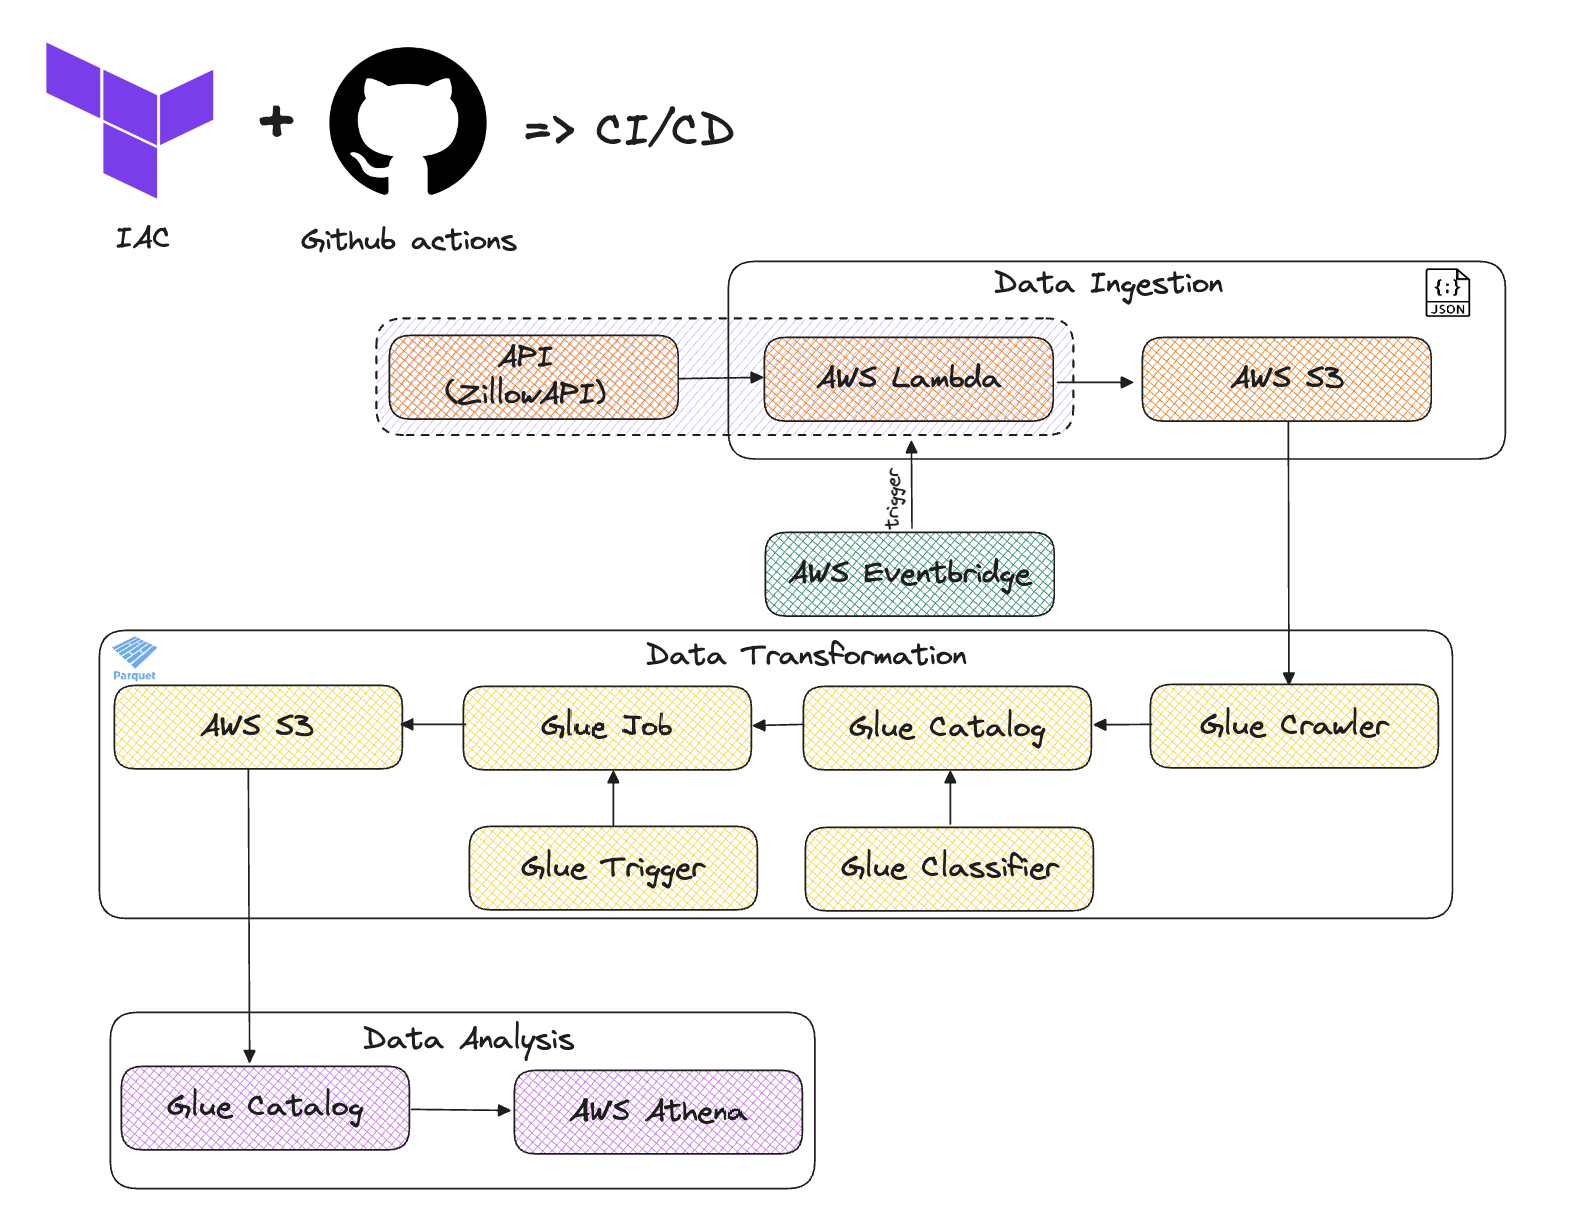 +
=> CI/CD
IAC
Github actions
Data Ingestion
{:}
JSON
API
(ZillowAPI)
AWS Lambda
AWS S3
trigger
AWS Eventbridge
Data Transformation
Parquet
AWS S3
Glue Job
Glue Catalog
Glue Crawler
Glue Trigger
Glue Classifier
Data Analysis
Glue Catalog
AWS Athena